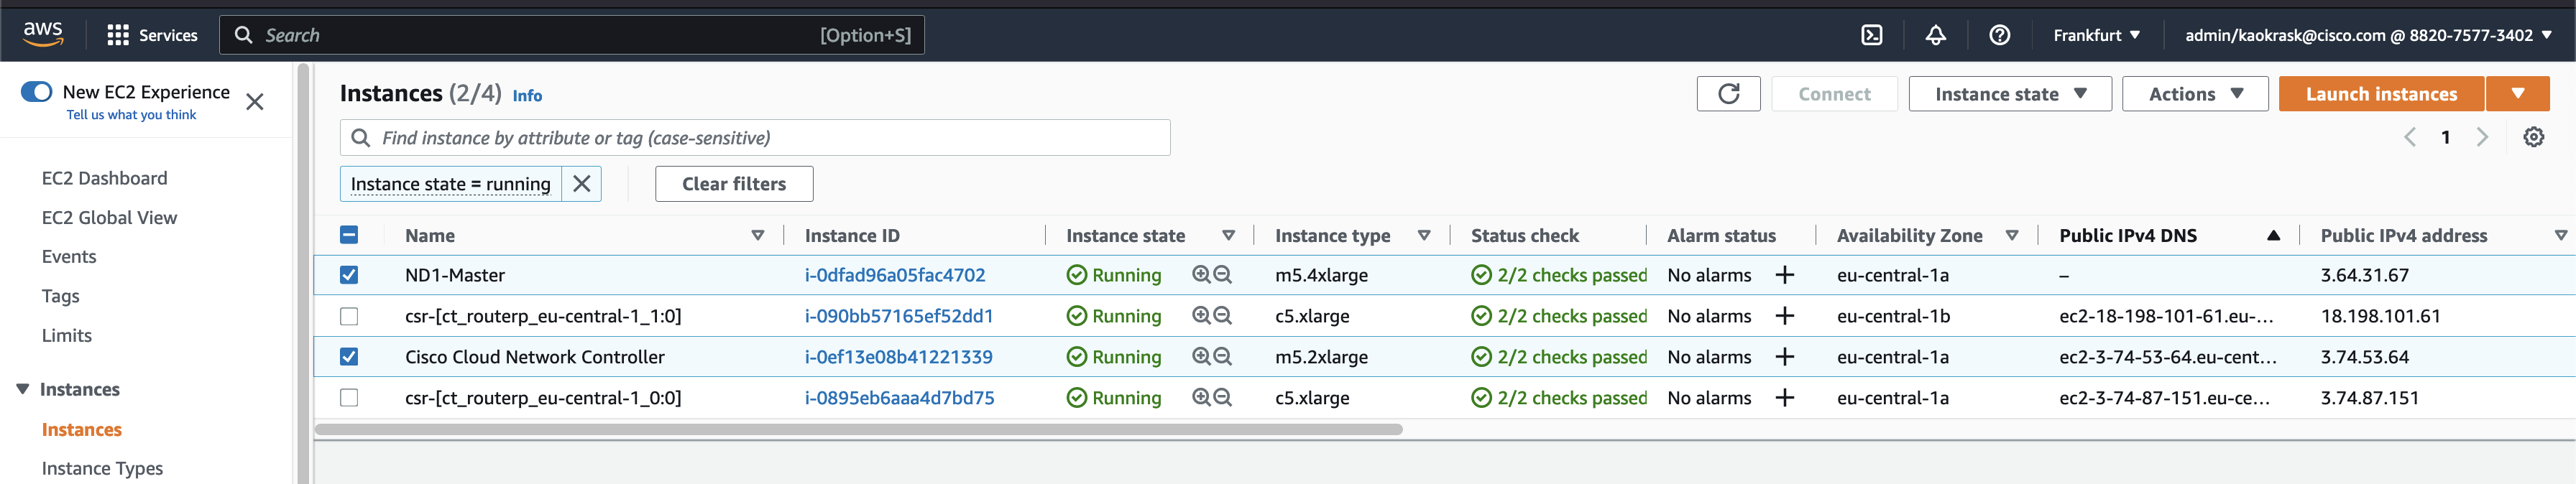 aws Services Search [Option+S] Frankfurt ▼ admin/kaokrask@cisco.com @ 8820-7577-3402 ▼
New EC2 Experience
Tell us what you think
EC2 Dashboard
EC2 Global View
Events
Tags
Limits
Instances
Instances
Instance Types
Instances (2/4) Info Connect Instance state ▼ Actions ▼ Launch instances ▼
Find instance by attribute or tag (case-sensitive) 1
Instance state = running Clear filters
Name Instance ID Instance state Instance type Status check Alarm status Availability Zone Public IPv4 DNS Public IPv4 address
ND1-Master i-0dfad96a05fac4702 Running m5.4xlarge 2/2 checks passed No alarms + eu-central-1a – 3.64.31.67
csr-[ct_routerp_eu-central-1_1:0] i-090bb57165ef52dd1 Running c5.xlarge 2/2 checks passed No alarms + eu-central-1b ec2-18-198-101-61.eu-... 18.198.101.61
Cisco Cloud Network Controller i-0ef13e08b41221339 Running m5.2xlarge 2/2 checks passed No alarms + eu-central-1a ec2-3-74-53-64.eu-cent... 3.74.53.64
csr-[ct_routerp_eu-central-1_0:0] i-0895eb6aaa4d7bd75 Running c5.xlarge 2/2 checks passed No alarms + eu-central-1a ec2-3-74-87-151.eu-ce... 3.74.87.151